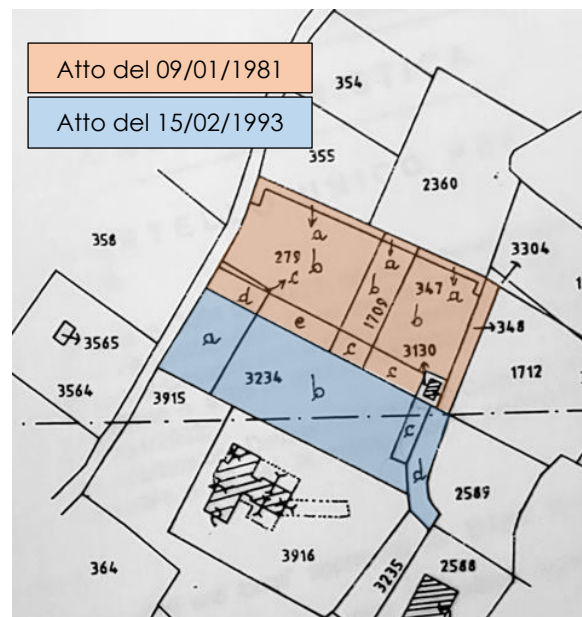 Atto del 09/01/1981
Atto del 15/02/1993
354
355
2360
358
3304
a
279
a
b
b
347
a
b
c
d
e
1709
348
3130
3565
a
c
c
1712
3564
3915
3234
b
c
d
2589
3916
364
3235
2588